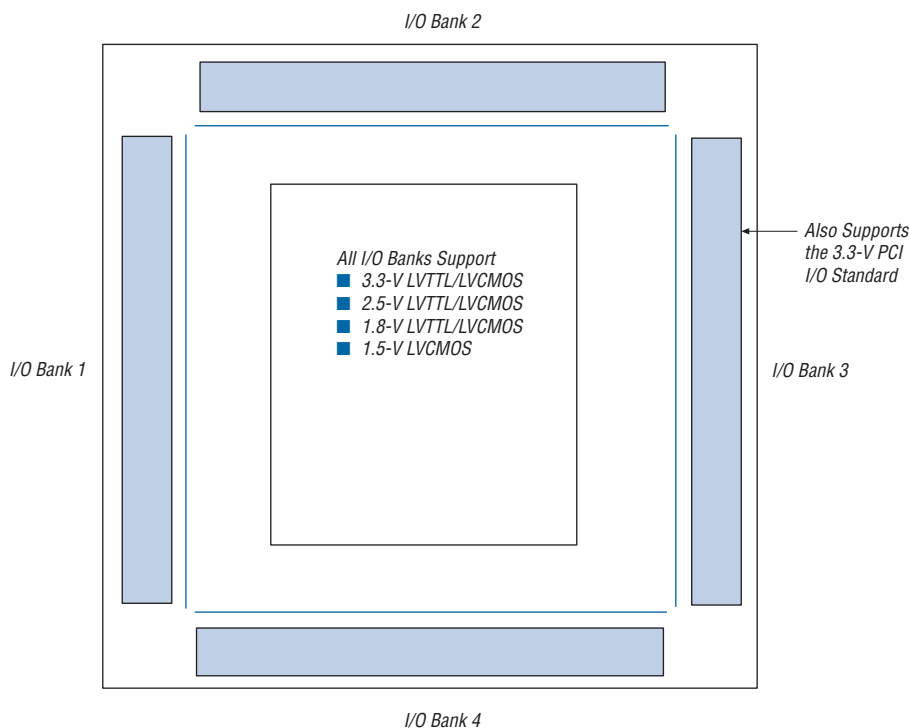 I/O Bank 2
All I/O Banks Support
■ 3.3-V LVTTL/LVCMOS
■ 2.5-V LVTTL/LVCMOS
■ 1.8-V LVTTL/LVCMOS
■ 1.5-V LVCMOS
Also Supports
the 3.3-V PCI
I/O Standard
I/O Bank 1
I/O Bank 3
I/O Bank 4